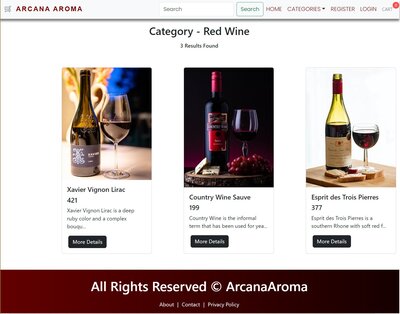 ARCANA AROMA
Search
Search
HOME
CATEGORIES
REGISTER
LOGIN
CART
0
Category - Red Wine
3 Results Found
Xavier Vignon Lirac
421
Xavier Vignon Lirac is a deep
ruby color and a complex
bouqu...
More Details
Country Wine Sauve
199
Country Wine is the informal
term that has been used for yea...
More Details
Esprit des Trois Pierres
377
Esprit des Trois Pierres is a
southern Rhone with soft red f...
More Details
All Rights Reserved © ArcanaAroma
About | Contact | Privacy Policy